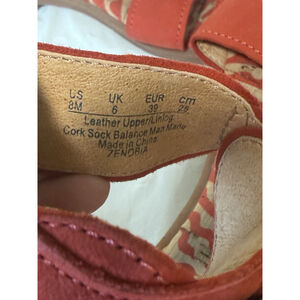 US UK EUR cm
8M 6 39 25
Leather Upper/Lining
Cork Sock Balance Man Made
Made in China
ZENOBIA